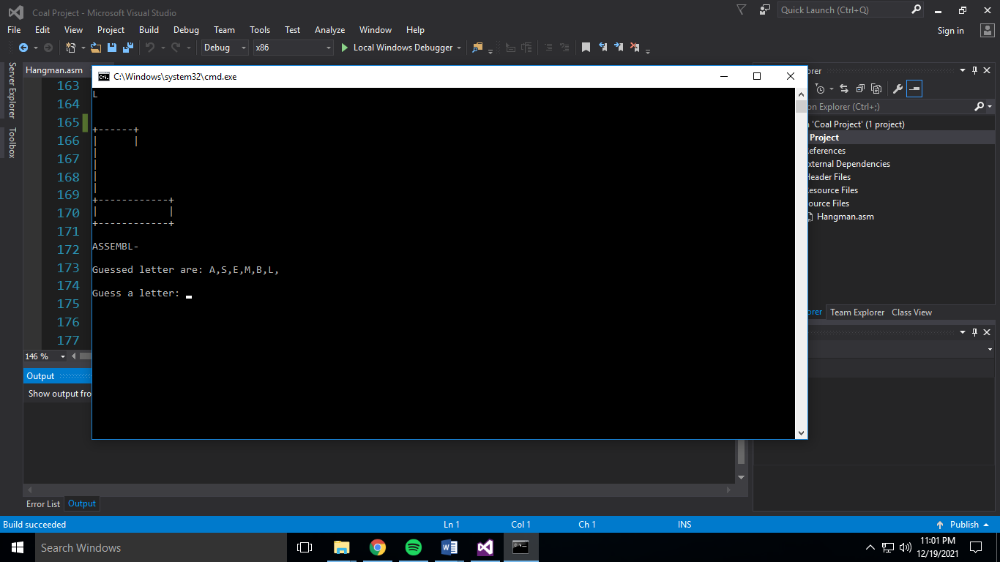 Coal Project - Microsoft Visual Studio
Quick Launch (Ctrl+Q)
File Edit View Project Build Debug Team Tools Test Analyze Window Help
Sign in
Debug x86 Local Windows Debugger
Server Explorer
Toolbox
Hangman.asm
163
164
165
166
167
168
169
170
171
172
173
174
175
176
177
146 %
C:\Windows\system32\cmd.exe
L
+------+
| |
|
|
|
|
+------------+
| |
+------------+
ASSEMBL-
Guessed letter are: A,S,E,M,B,L,
Guess a letter:
orer
on Explorer (Ctrl+;)
'Coal Project' (1 project)
Project
eferences
xternal Dependencies
Header Files
esource Files
ource Files
Hangman.asm
orer Team Explorer Class View
Output
Show output fro
Error List Output
Build succeeded Ln 1 Col 1 Ch 1 INS Publish
Search Windows
11:01 PM
12/19/2021